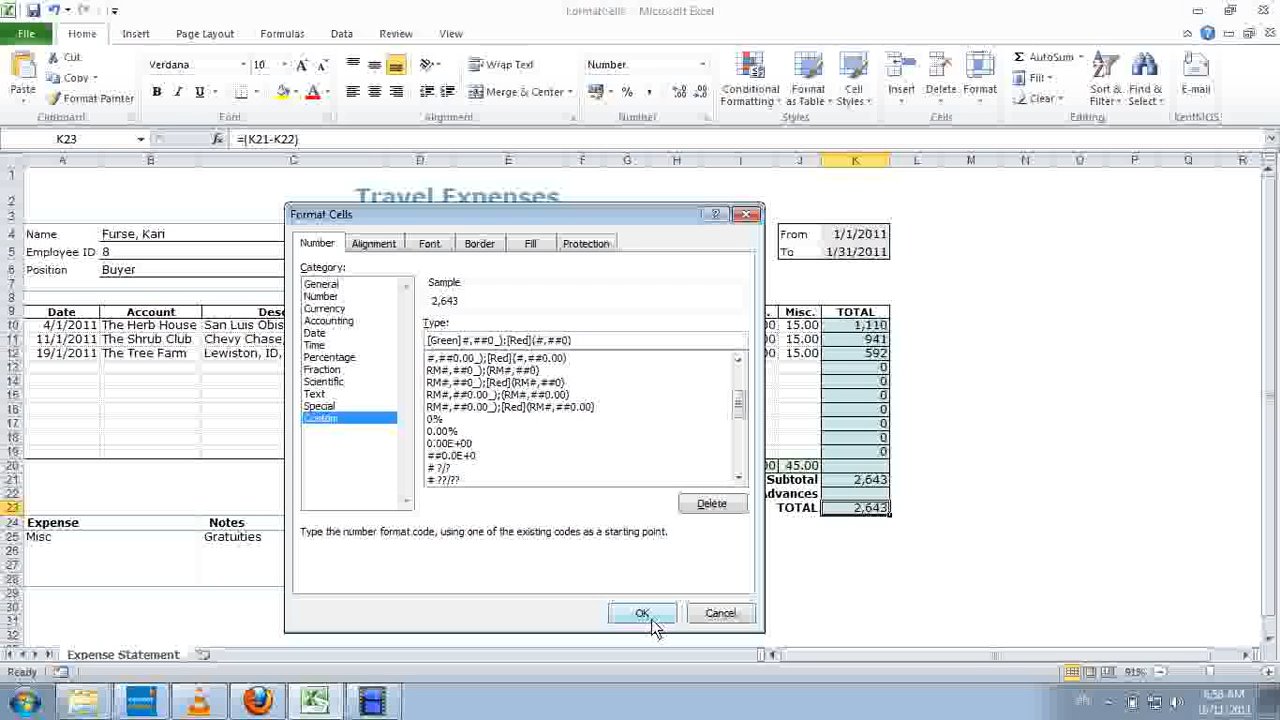 FormatCells - Microsoft Excel
File Home Insert Page Layout Formulas Data Review View
Cut
Copy
Paste
Format Painter
Clipboard
Verdana 10
B I U
Font
Wrap Text
Merge & Center
Alignment
Number
%
Number
Conditional Formatting
Format as Table
Cell Styles
Styles
Insert Delete Format
Cells
AutoSum
Fill
Clear
Sort & Filter
Find & Select
Editing
E-mail
K23 fx =(K21-K22)
A B C D E F G H I J K L M N O P Q R
Travel Expenses
Name Furse, Kari
Employee ID 8
Position Buyer
From 1/1/2011
To 1/31/2011
Date Account Misc. TOTAL
4/1/2011 The Herb House San Luis Obis 15.00 1,110
11/1/2011 The Shrub Club Chevy Chase, 15.00 941
19/1/2011 The Tree Farm Lewiston, ID, 15.00 592
0
0
0
0
0
0
0
45.00
Subtotal 2,643
Advances
TOTAL 2,643
Expense Notes
Misc Gratuities
Format Cells
Number Alignment Font Border Fill Protection
Category:
General
Number
Currency
Accounting
Date
Time
Percentage
Fraction
Scientific
Text
Special
Custom
Sample
2,643
Type:
[Green]#,##0_);[Red](#,##0)
#,##0.00_);[Red](#,##0.00)
RM#,##0_);(RM#,##0)
RM#,##0_);[Red](RM#,##0)
RM#,##0.00_);(RM#,##0.00)
RM#,##0.00_);[Red](RM#,##0.00)
0%
0.00%
0.00E+00
##0.0E+0
# ?/?
# ??/??
Delete
Type the number format code, using one of the existing codes as a starting point.
OK Cancel
Expense Statement
Ready 91%